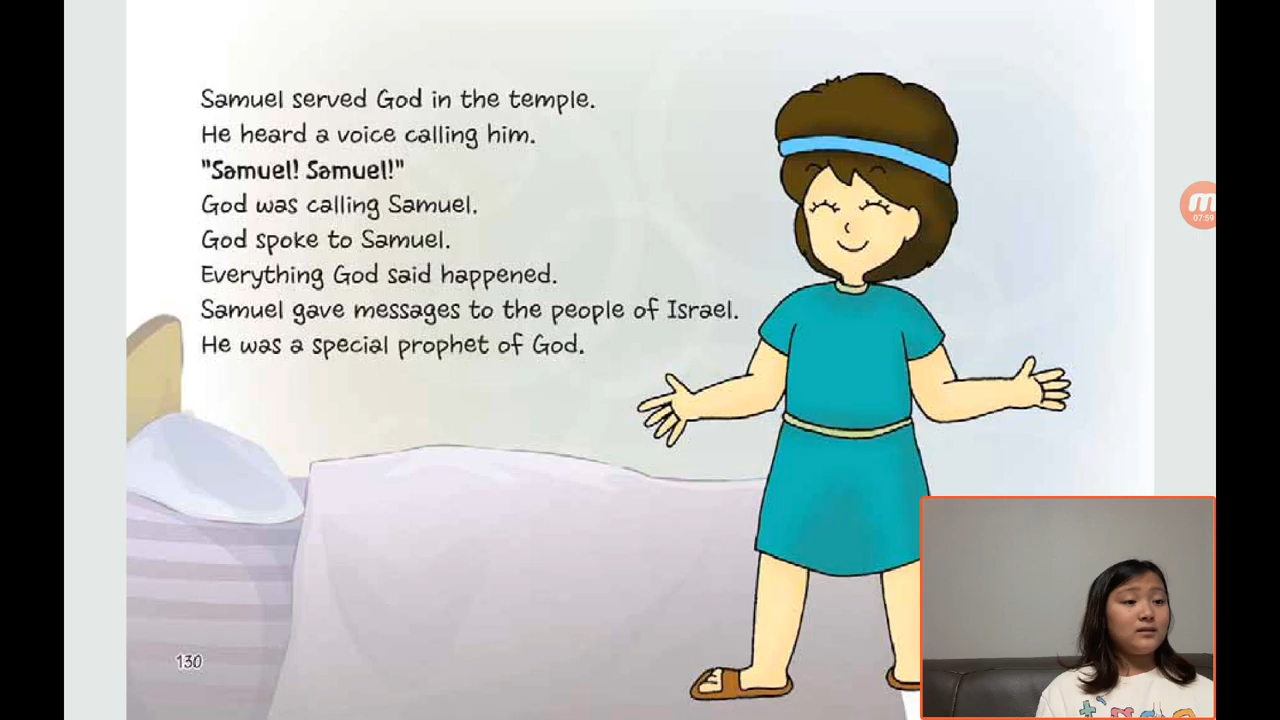 Samuel served God in the temple.
He heard a voice calling him.
"Samuel! Samuel!"
God was calling Samuel.
God spoke to Samuel.
Everything God said happened.
Samuel gave messages to the people of Israel.
He was a special prophet of God.
130
07:59